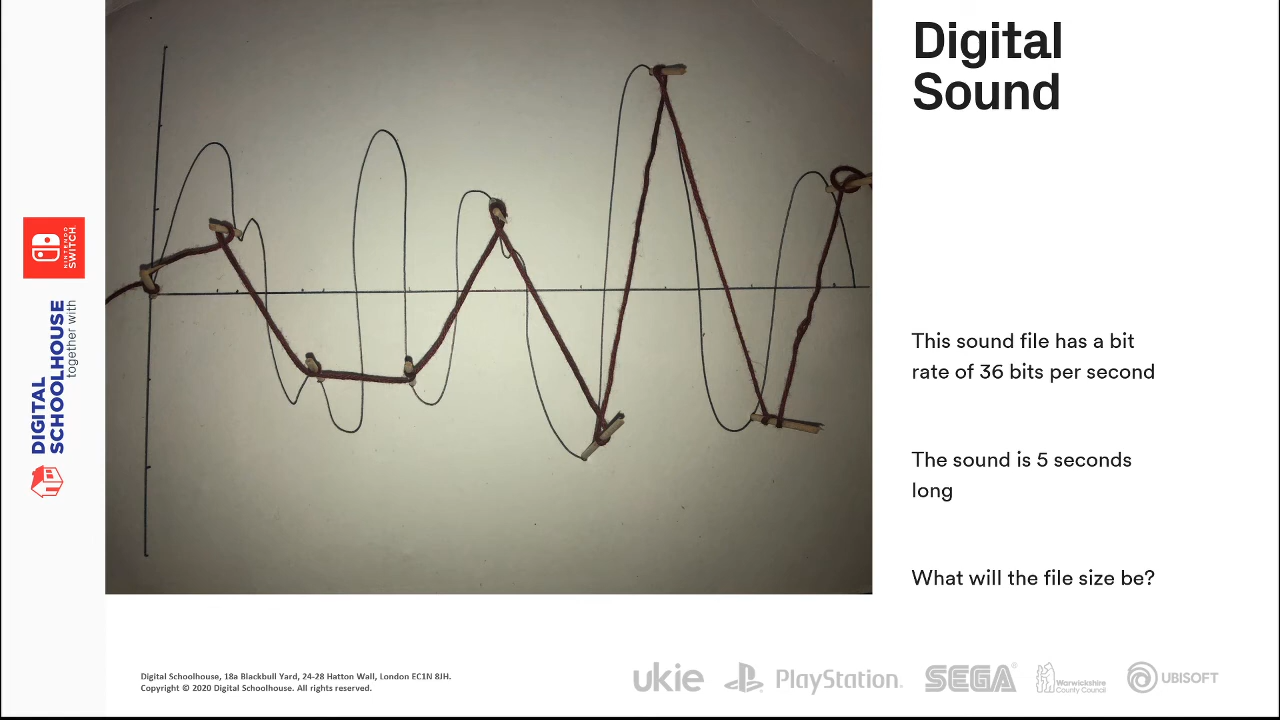 Digital
Sound
NINTENDO
SWITCH
DIGITAL
SCHOOLHOUSE
together with
This sound file has a bit
rate of 36 bits per second
The sound is 5 seconds
long
What will the file size be?
Digital Schoolhouse, 18a Blackbull Yard, 24-28 Hatton Wall, London EC1N 8JH.
Copyright © 2020 Digital Schoolhouse. All rights reserved.
ukie
PlayStation.
SEGA®
Warwickshire
County Council
UBISOFT